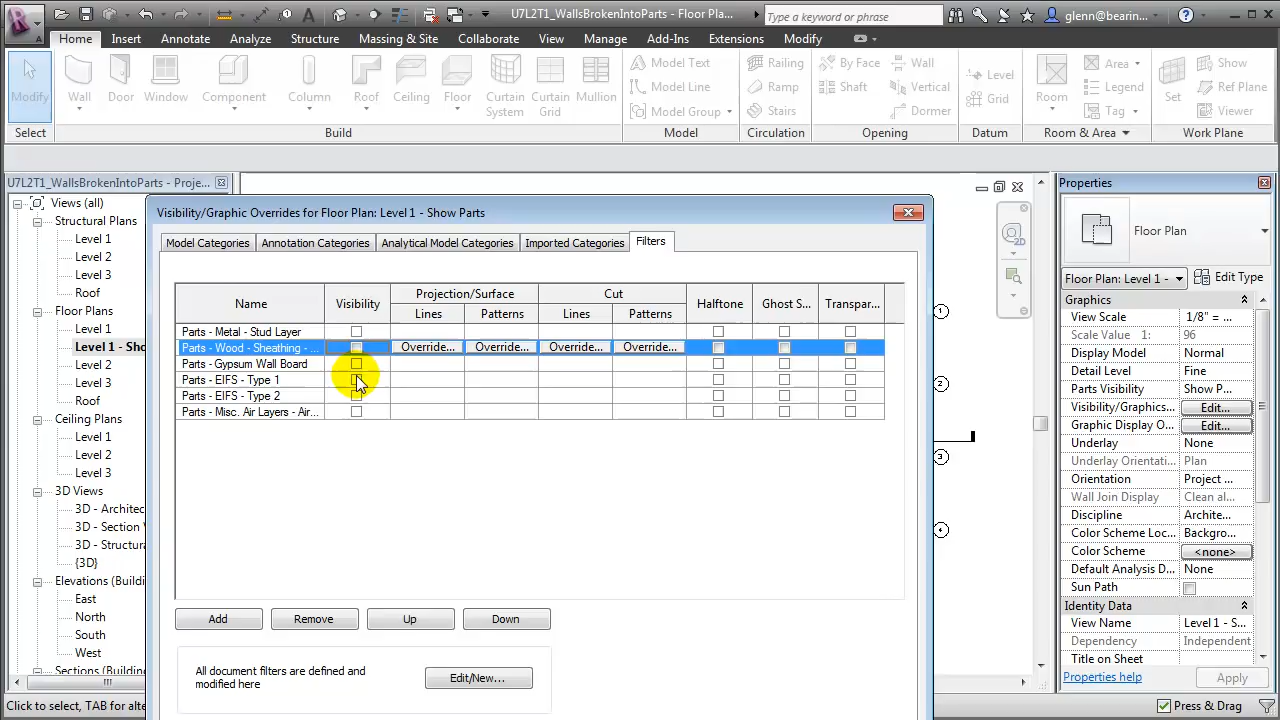 U7L2T1_WallsBrokenIntoParts - Floor Plan...
Type a keyword or phrase
glenn@bearin...
Home Insert Annotate Analyze Structure Massing & Site Collaborate View Manage Add-Ins Extensions Modify
Modify
Wall
Door
Window
Component
Column
Roof
Ceiling
Floor
Curtain System
Curtain Grid
Mullion
Model Text
Model Line
Model Group
Railing
Ramp
Stairs
By Face
Shaft
Wall
Vertical
Dormer
Level
Grid
Room
Area
Legend
Tag
Set
Show
Ref Plane
Viewer
Select Build Model Circulation Opening Datum Room & Area Work Plane
U7L2T1_WallsBrokenIntoParts - Proje...
Views (all)
Structural Plans
Level 1
Level 2
Level 3
Roof
Floor Plans
Level 1
Level 1 - Sho
Level 2
Level 3
Roof
Ceiling Plans
Level 1
Level 2
Level 3
3D Views
3D - Architec
3D - Section
3D - Structura
{3D}
Elevations (Buildin
East
North
South
West
Sections (Building
Visibility/Graphic Overrides for Floor Plan: Level 1 - Show Parts
Model Categories Annotation Categories Analytical Model Categories Imported Categories Filters
Name Visibility Projection/Surface Cut Halftone Ghost S... Transpar...
Lines Patterns Lines Patterns
Parts - Metal - Stud Layer
Parts - Wood - Sheathing - ... Override... Override... Override... Override...
Parts - Gypsum Wall Board
Parts - EIFS - Type 1
Parts - EIFS - Type 2
Parts - Misc. Air Layers - Air...
Add Remove Up Down
All document filters are defined and
modified here
Edit/New...
1
2
3
4
2D
Properties
Floor Plan
Floor Plan: Level 1 - Edit Type
Graphics
View Scale 1/8" = ...
Scale Value 1: 96
Display Model Normal
Detail Level Fine
Parts Visibility Show P...
Visibility/Graphics... Edit...
Graphic Display O... Edit...
Underlay None
Underlay Orientati... Plan
Orientation Project ...
Wall Join Display Clean al...
Discipline Archite...
Color Scheme Loc... Backgro...
Color Scheme <none>
Default Analysis D... None
Sun Path
Identity Data
View Name Level 1 - S...
Dependency Independent
Title on Sheet
Properties help Apply
Click to select, TAB for alte
Press & Drag